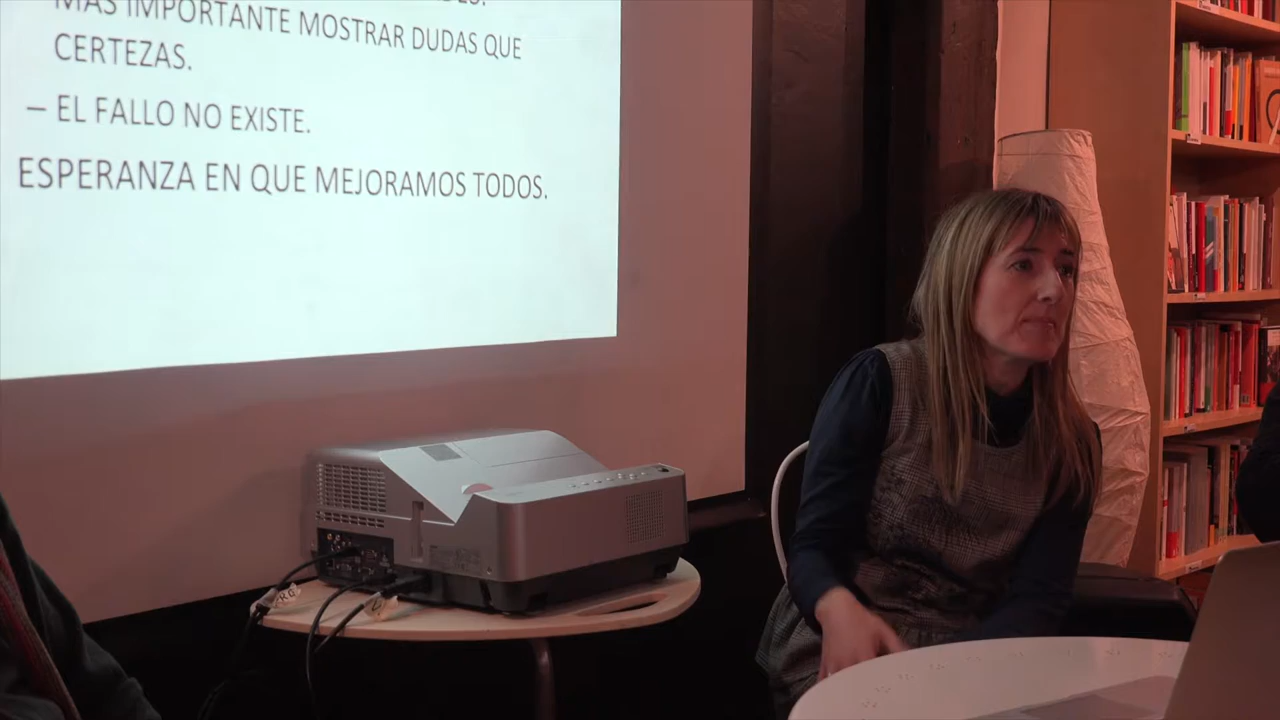 MÁS IMPORTANTE MOSTRAR DUDAS QUE
CERTEZAS.
– EL FALLO NO EXISTE.
ESPERANZA EN QUE MEJORAMOS TODOS.